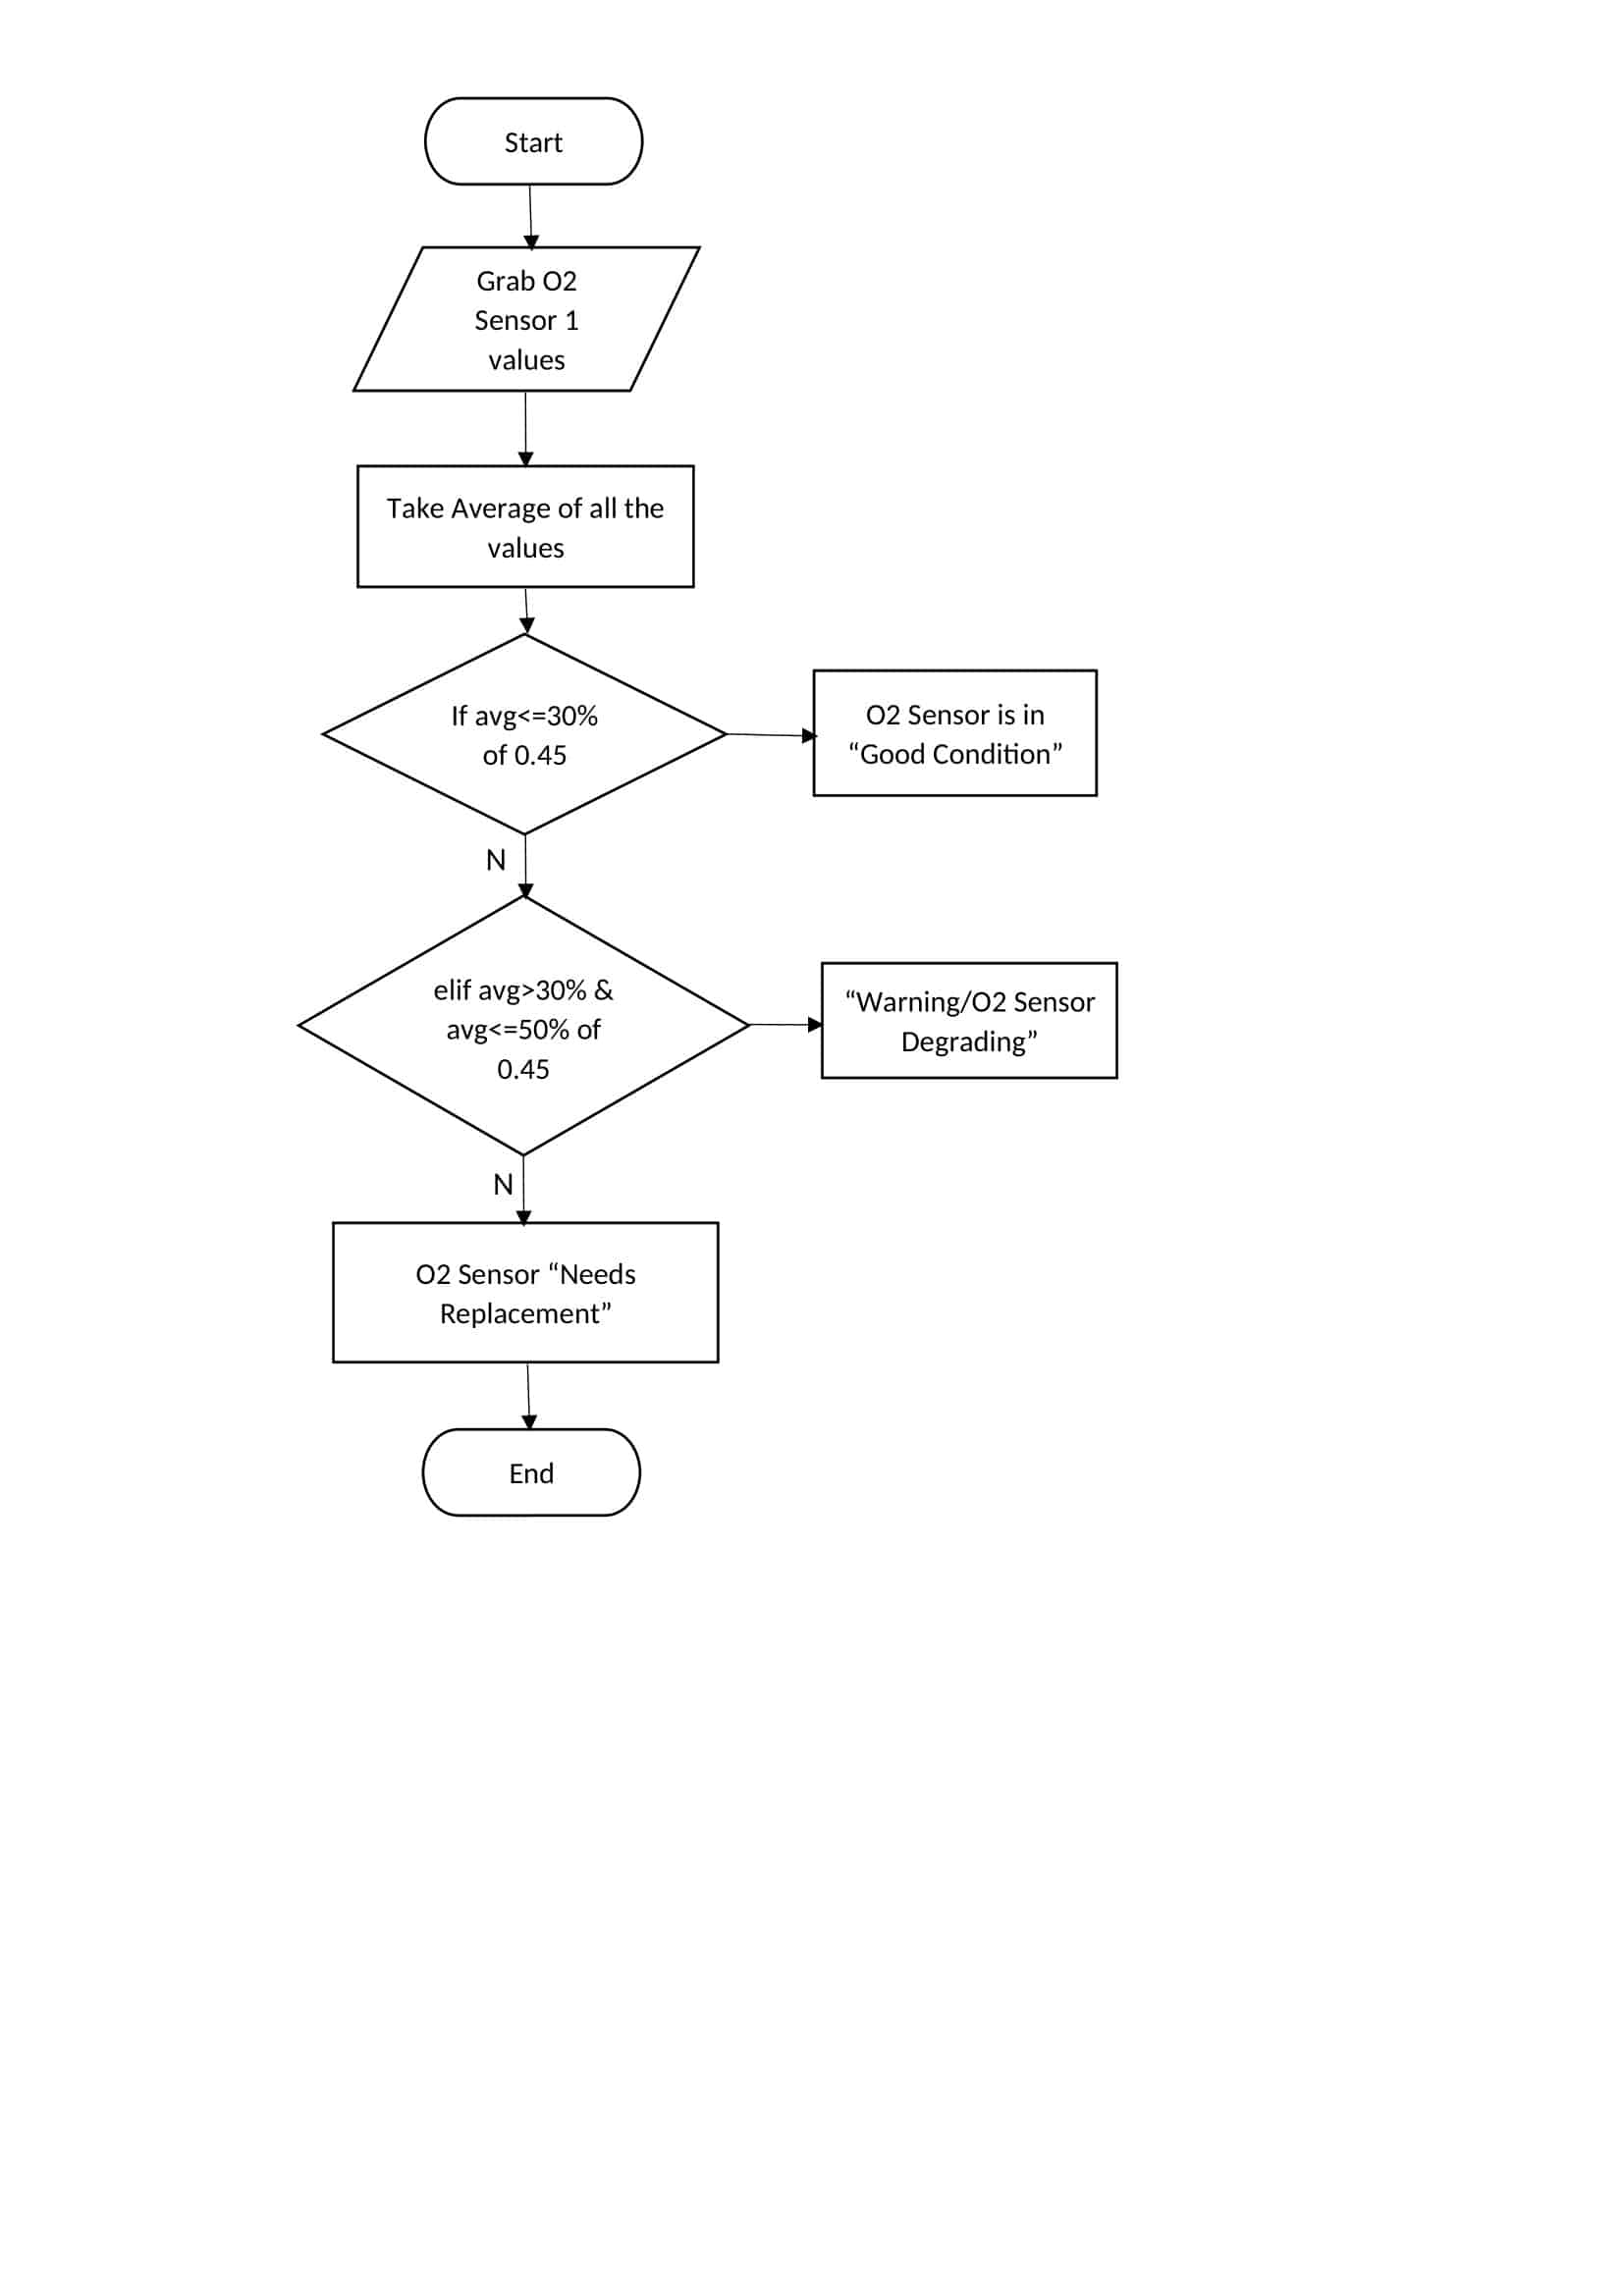 Start
Grab O2
Sensor 1
values
Take Average of all the
values
If avg<=30%
of 0.45
O2 Sensor is in
“Good Condition”
N
elif avg>30% &
avg<=50% of
0.45
“Warning/O2 Sensor
Degrading”
N
O2 Sensor “Needs
Replacement”
End